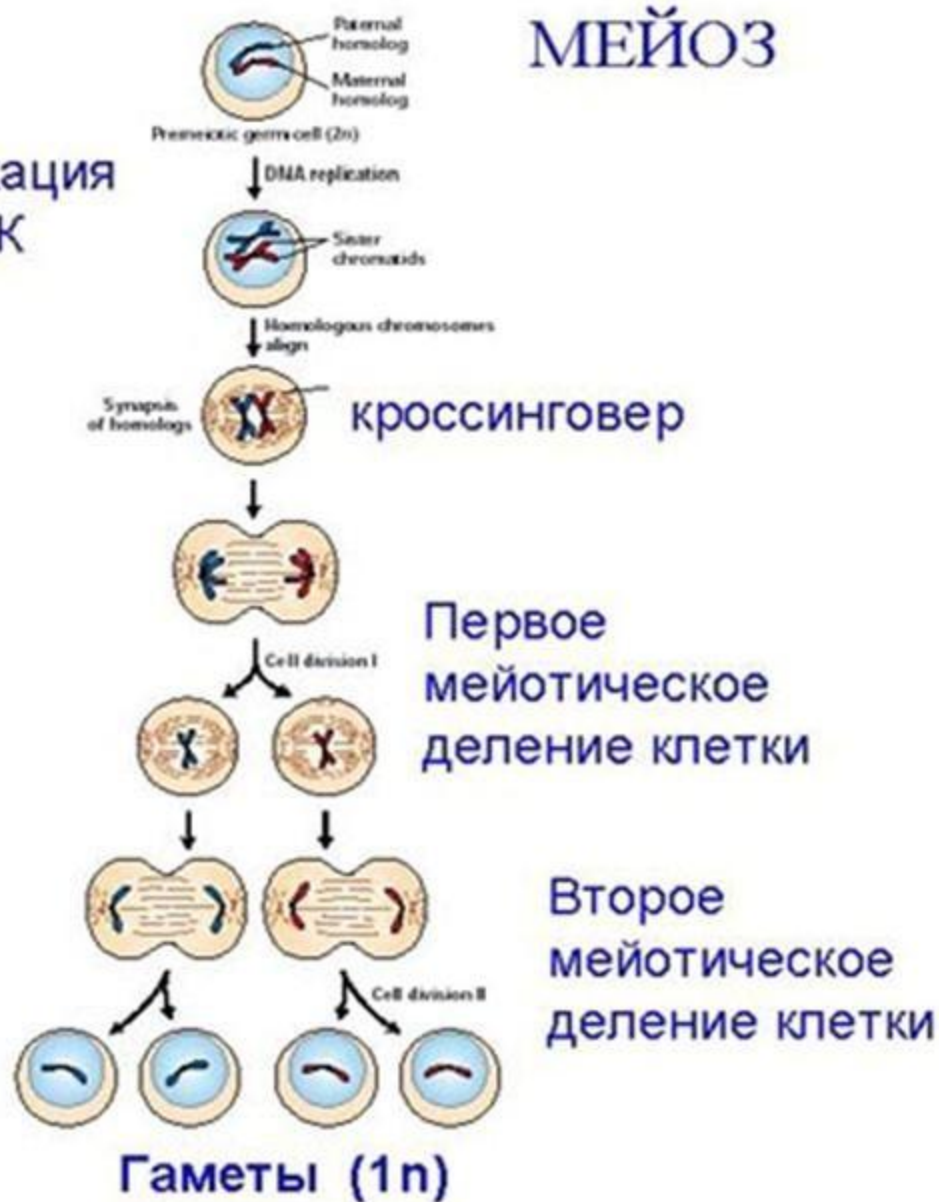 Paternal
homolog
МЕЙОЗ
Maternal
homolog
Premeiotic germ cell (2n)
DNA replication
ация
К
Sister
chromatids
Homologous chromosomes
align
Synapsis
of homologs
кроссинговер
Первое
мейотическое
деление клетки
Cell division I
Второе
мейотическое
деление клетки
Cell division II
Гаметы (1n)